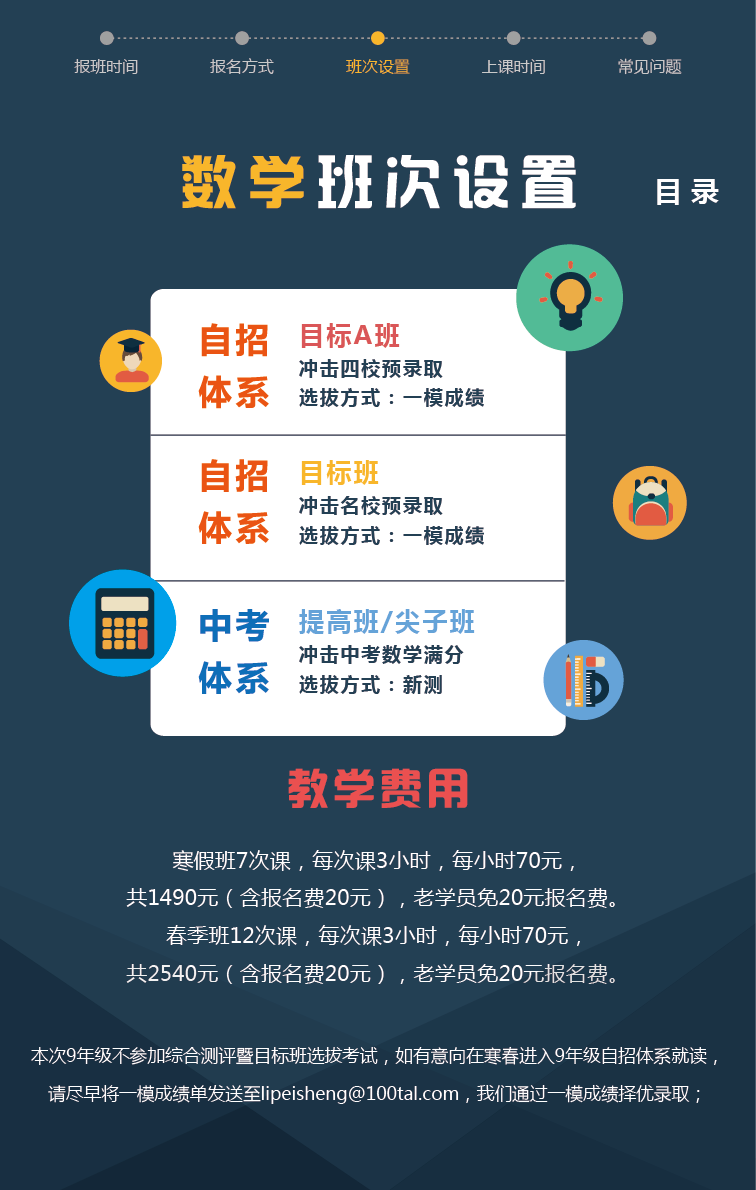 报班时间
报名方式
班次设置
上课时间
常见问题
数学班次设置
目录
自招
体系
目标A班
冲击四校预录取
选拔方式：一模成绩
自招
体系
目标班
冲击名校预录取
选拔方式：一模成绩
中考
体系
提高班/尖子班
冲击中考数学满分
选拔方式：新测
教学费用
寒假班7次课，每次课3小时，每小时70元，
共1490元（含报名费20元），老学员免20元报名费。
春季班12次课，每次课3小时，每小时70元，
共2540元（含报名费20元），老学员免20元报名费。
本次9年级不参加综合测评暨目标班选拔考试，如有意向在寒春进入9年级自招体系就读，
请尽早将一模成绩单发送至lipeisheng@100tal.com，我们通过一模成绩择优录取；